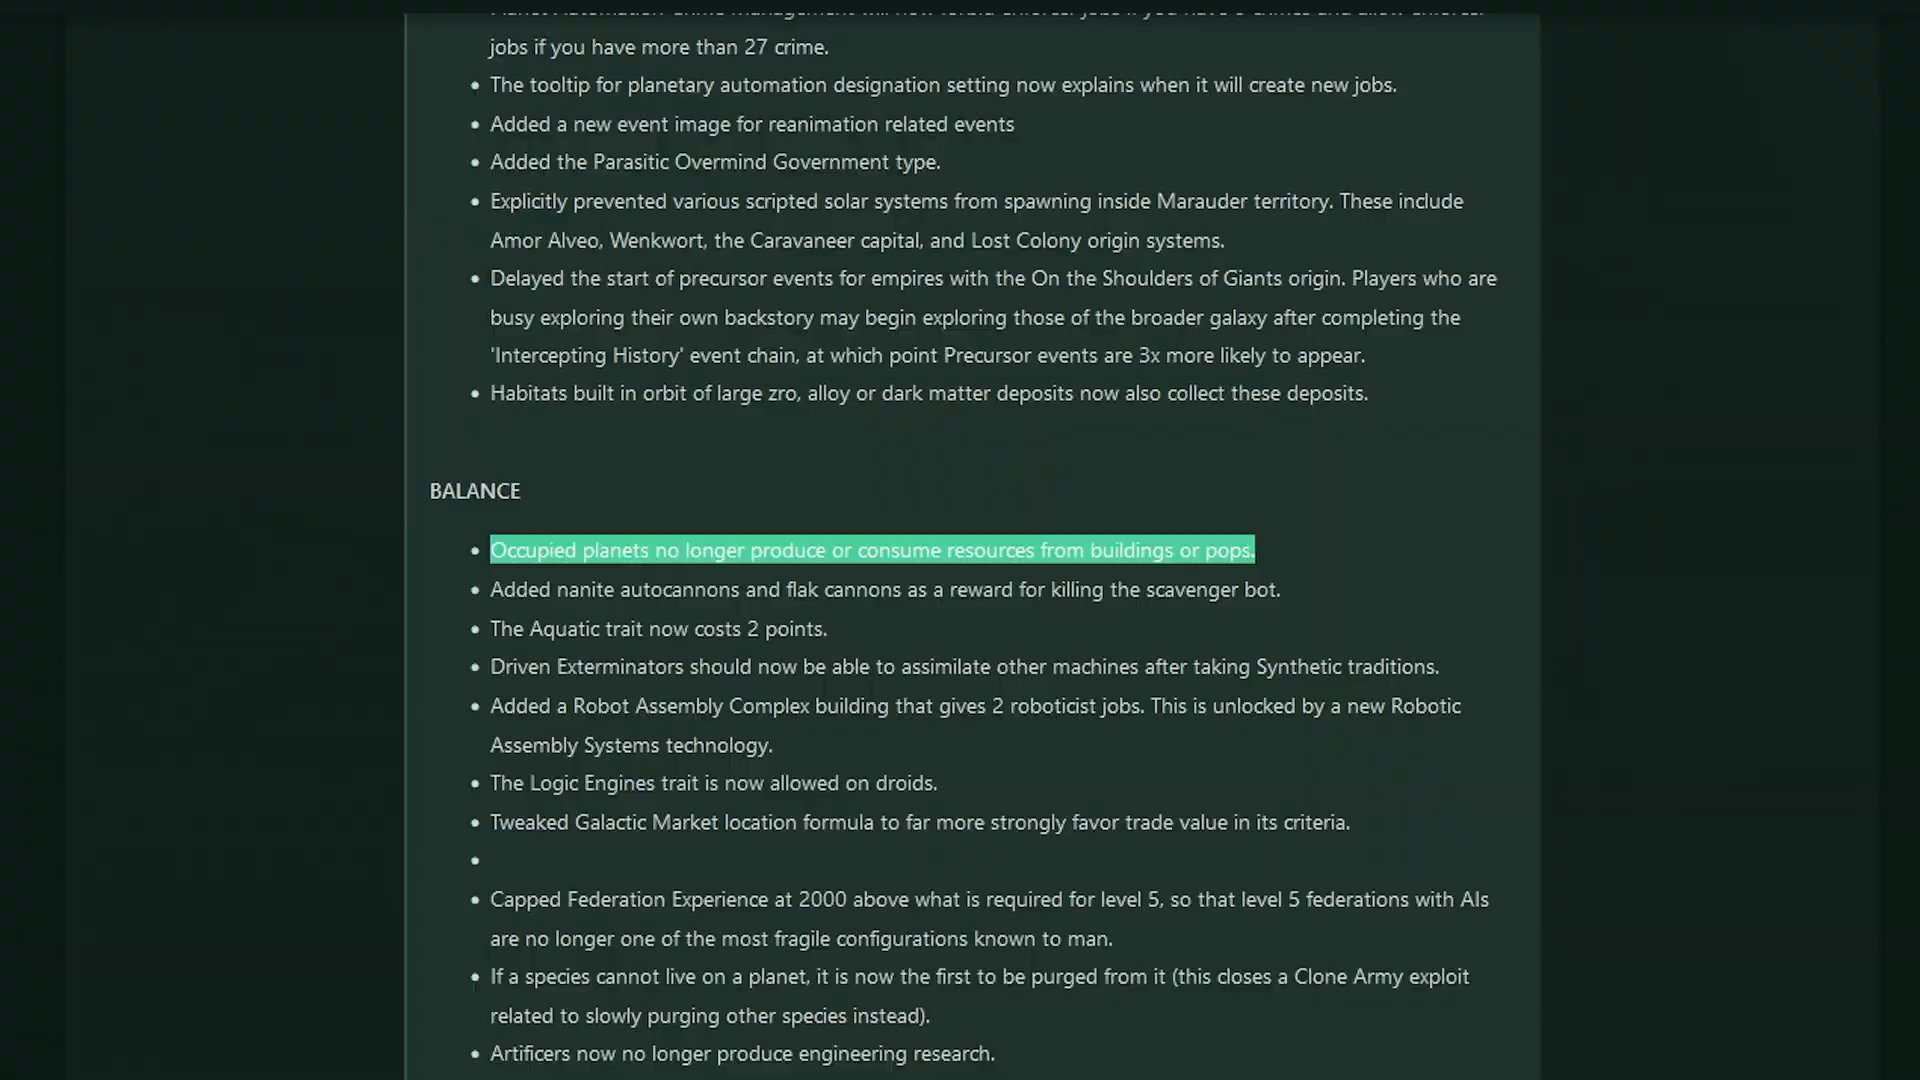 jobs if you have more than 27 crime.
• The tooltip for planetary automation designation setting now explains when it will create new jobs.
• Added a new event image for reanimation related events
• Added the Parasitic Overmind Government type.
• Explicitly prevented various scripted solar systems from spawning inside Marauder territory. These include
Amor Alveo, Wenkwort, the Caravaneer capital, and Lost Colony origin systems.
• Delayed the start of precursor events for empires with the On the Shoulders of Giants origin. Players who are
busy exploring their own backstory may begin exploring those of the broader galaxy after completing the
'Intercepting History' event chain, at which point Precursor events are 3x more likely to appear.
• Habitats built in orbit of large zro, alloy or dark matter deposits now also collect these deposits.
BALANCE
• Occupied planets no longer produce or consume resources from buildings or pops.
• Added nanite autocannons and flak cannons as a reward for killing the scavenger bot.
• The Aquatic trait now costs 2 points.
• Driven Exterminators should now be able to assimilate other machines after taking Synthetic traditions.
• Added a Robot Assembly Complex building that gives 2 roboticist jobs. This is unlocked by a new Robotic
Assembly Systems technology.
• The Logic Engines trait is now allowed on droids.
• Tweaked Galactic Market location formula to far more strongly favor trade value in its criteria.
•
• Capped Federation Experience at 2000 above what is required for level 5, so that level 5 federations with AIs
are no longer one of the most fragile configurations known to man.
• If a species cannot live on a planet, it is now the first to be purged from it (this closes a Clone Army exploit
related to slowly purging other species instead).
• Artificers now no longer produce engineering research.